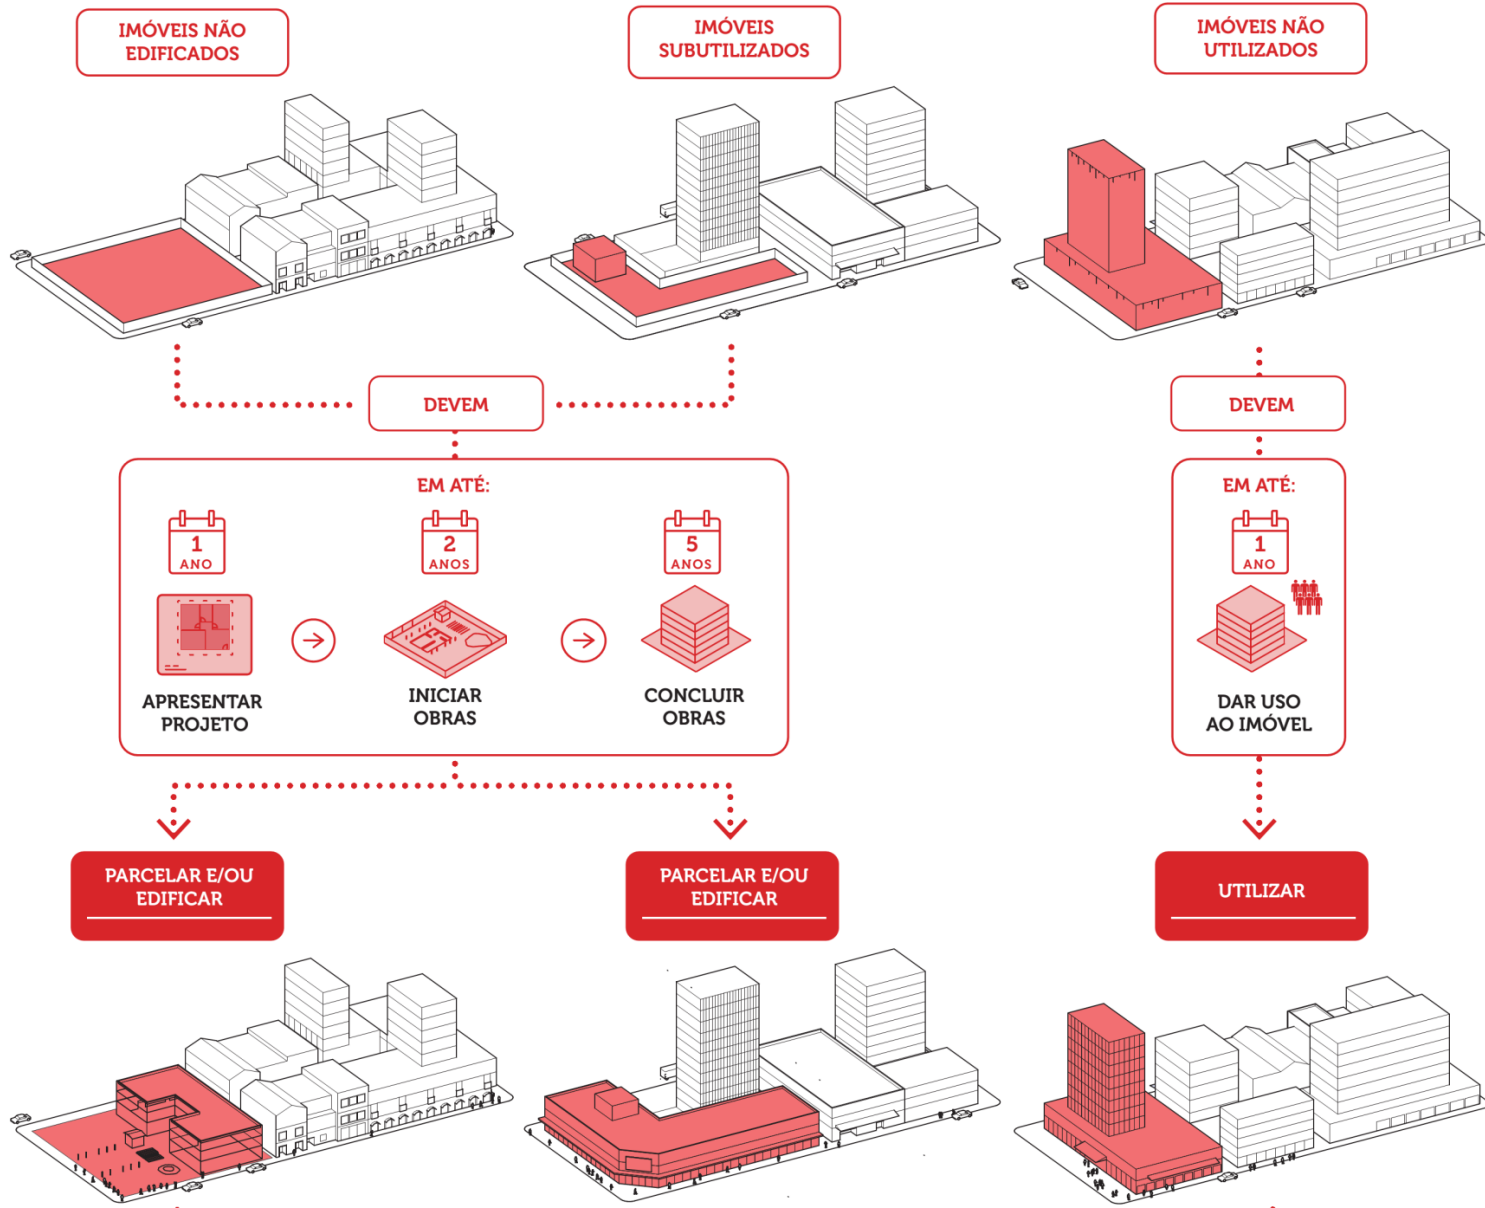 IMÓVEIS NÃO
EDIFICADOS
IMÓVEIS
SUBUTILIZADOS
IMÓVEIS NÃO
UTILIZADOS
DEVEM
DEVEM
EM ATÉ:
1
ANO
2
ANOS
5
ANOS
APRESENTAR
PROJETO
INICIAR
OBRAS
CONCLUIR
OBRAS
EM ATÉ:
1
ANO
DAR USO
AO IMÓVEL
PARCELAR E/OU
EDIFICAR
PARCELAR E/OU
EDIFICAR
UTILIZAR